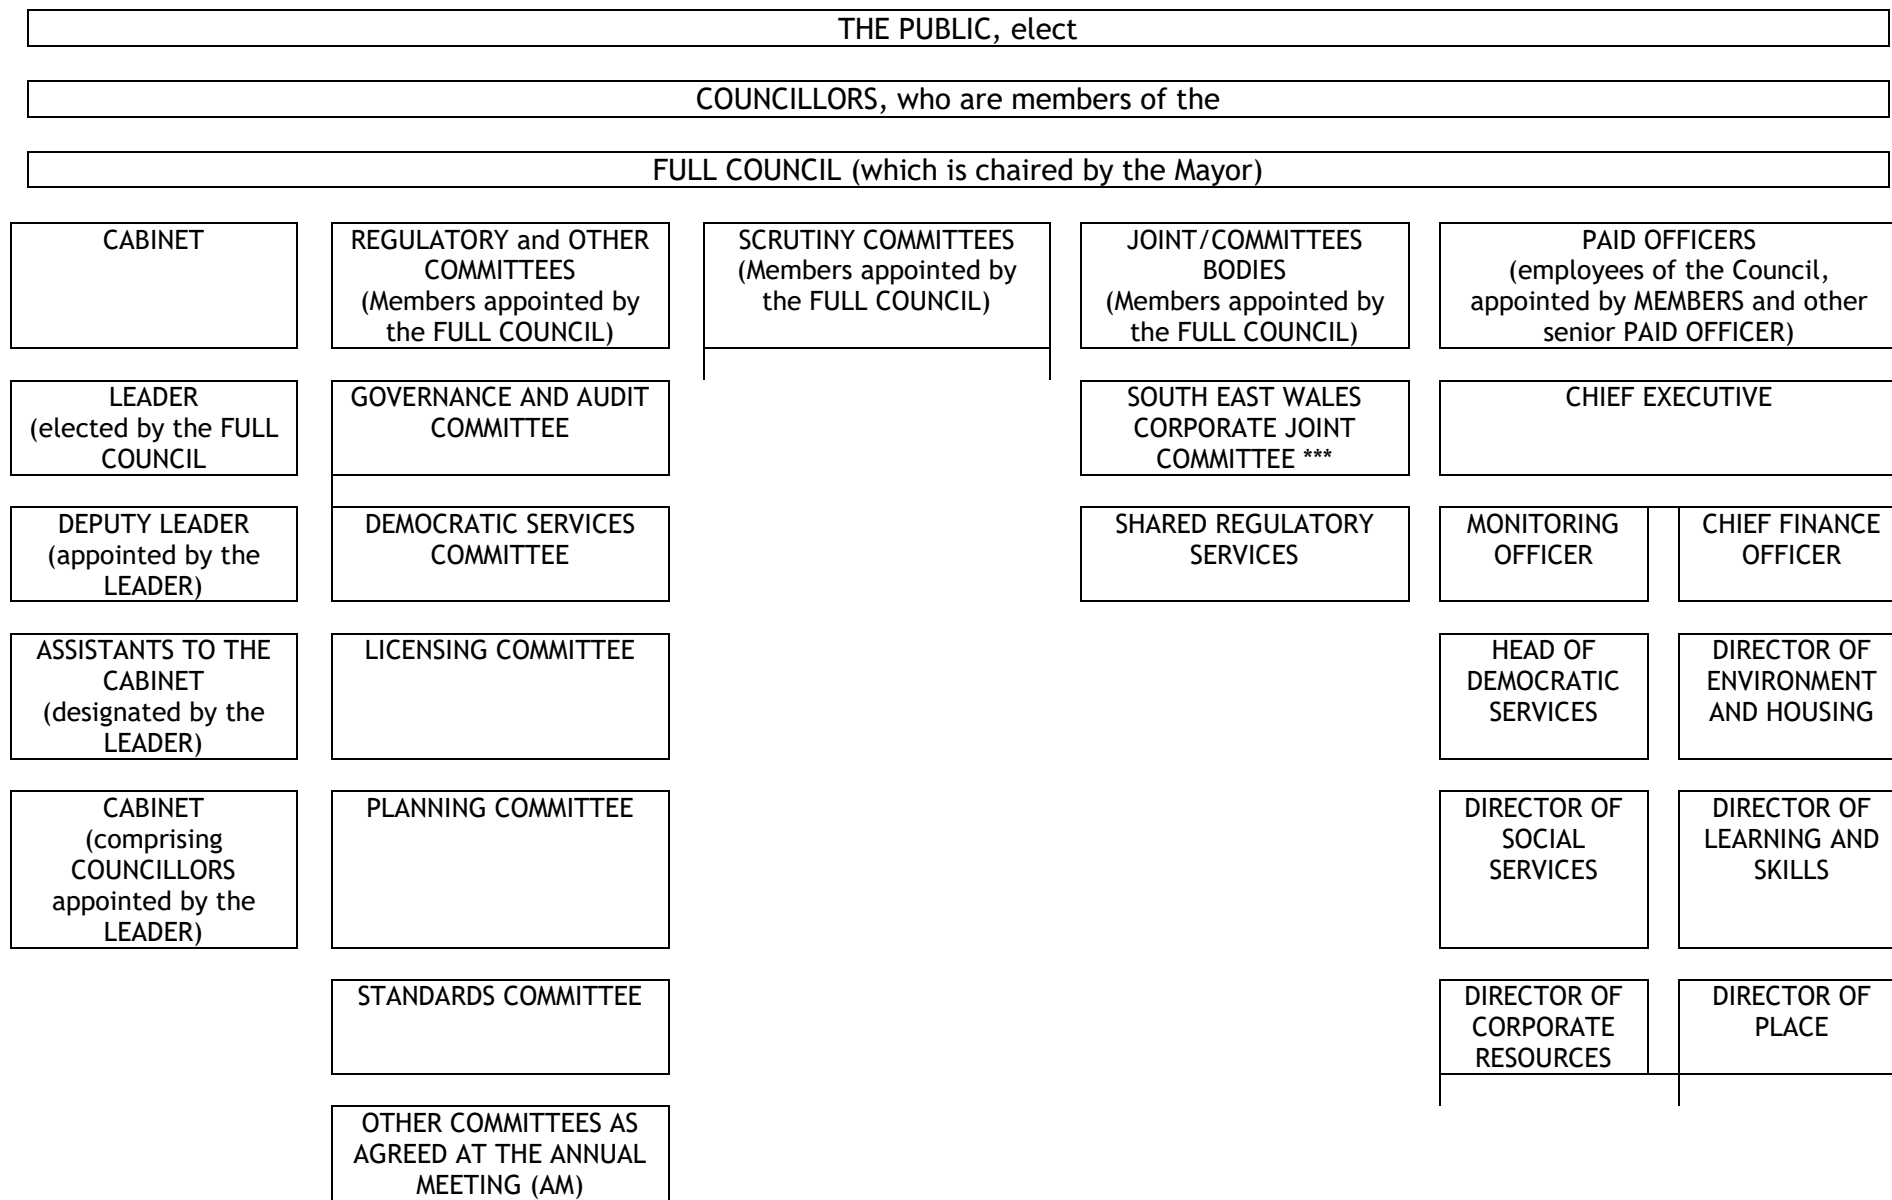 THE PUBLIC, elect
COUNCILLORS, who are members of the
FULL COUNCIL (which is chaired by the Mayor)
CABINET
REGULATORY and OTHER
COMMITTEES
(Members appointed by
the FULL COUNCIL)
SCRUTINY COMMITTEES
(Members appointed by
the FULL COUNCIL)
JOINT/COMMITTEES
BODIES
(Members appointed by
the FULL COUNCIL)
PAID OFFICERS
(employees of the Council,
appointed by MEMBERS and other
senior PAID OFFICER)
LEADER
(elected by the FULL
COUNCIL
GOVERNANCE AND AUDIT
COMMITTEE
SOUTH EAST WALES
CORPORATE JOINT
COMMITTEE ***
CHIEF EXECUTIVE
DEPUTY LEADER
(appointed by the
LEADER)
DEMOCRATIC SERVICES
COMMITTEE
SHARED REGULATORY
SERVICES
MONITORING
OFFICER
CHIEF FINANCE
OFFICER
ASSISTANTS TO THE
CABINET
(designated by the
LEADER)
LICENSING COMMITTEE
HEAD OF
DEMOCRATIC
SERVICES
DIRECTOR OF
ENVIRONMENT
AND HOUSING
CABINET
(comprising
COUNCILLORS
appointed by the
LEADER)
PLANNING COMMITTEE
DIRECTOR OF
SOCIAL
SERVICES
DIRECTOR OF
LEARNING AND
SKILLS
STANDARDS COMMITTEE
DIRECTOR OF
CORPORATE
RESOURCES
DIRECTOR OF
PLACE
OTHER COMMITTEES AS
AGREED AT THE ANNUAL
MEETING (AM)